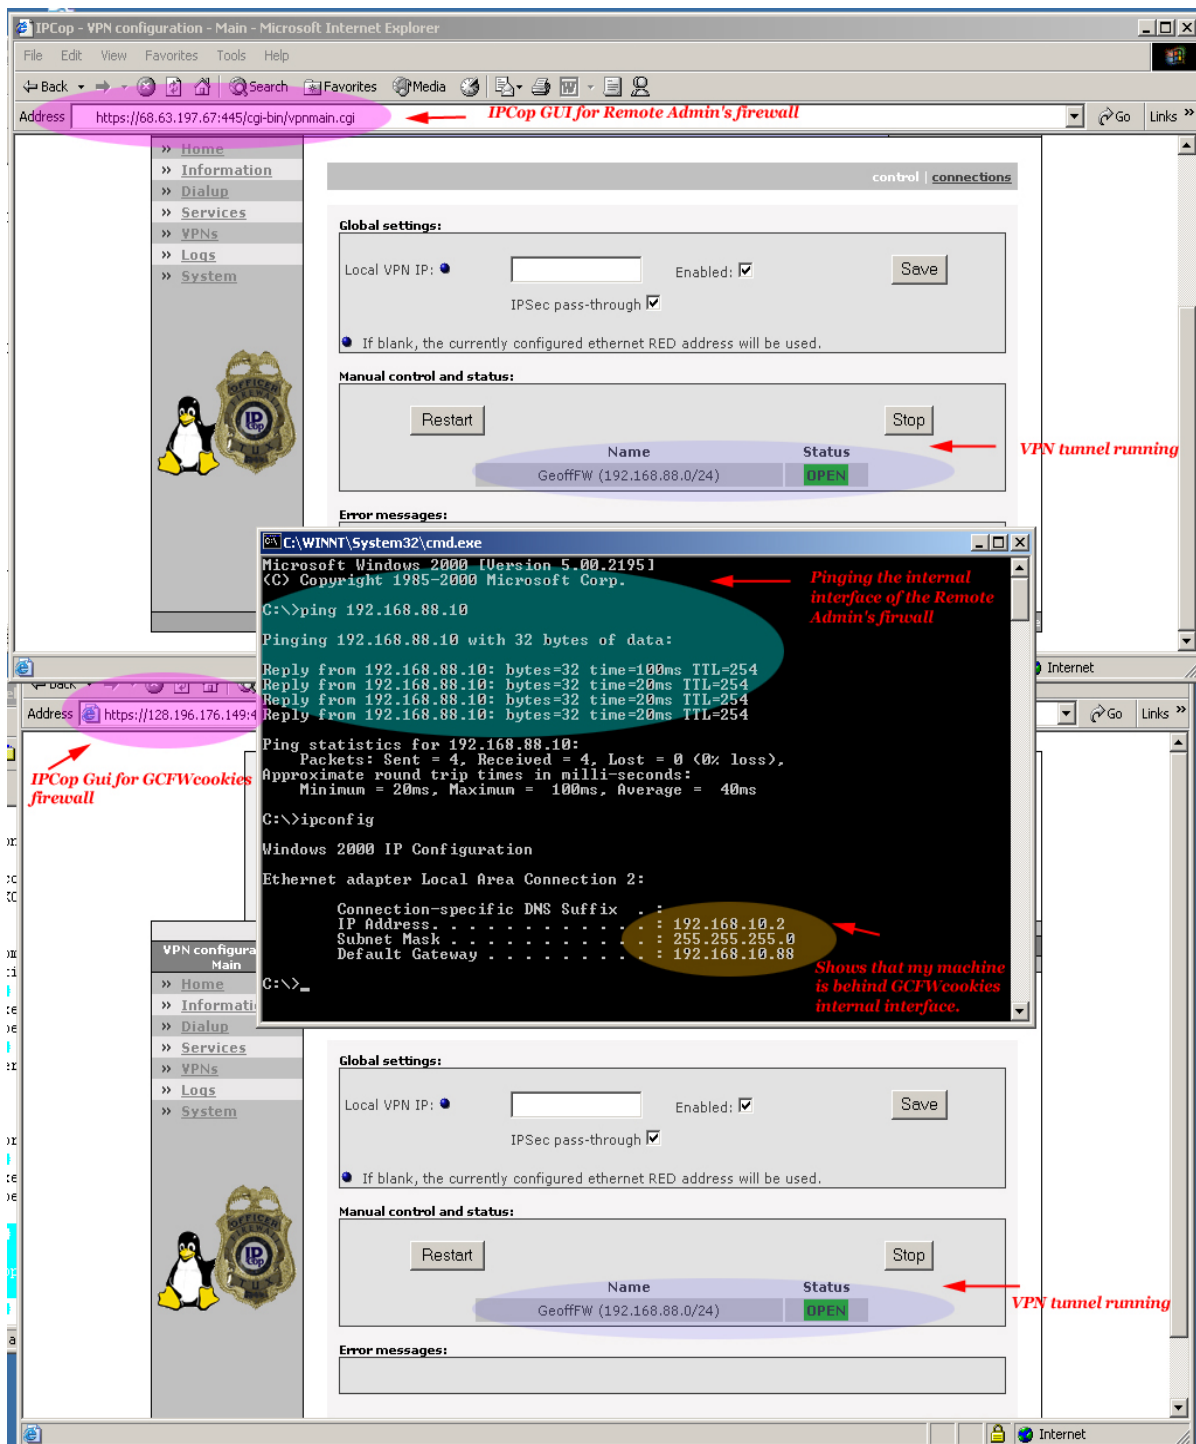 IPCop - VPN configuration - Main - Microsoft Internet Explorer
File Edit View Favorites Tools Help
Back Search Favorites Media
Address https://68.63.197.67:445/cgi-bin/vpnmain.cgi IPCop GUI for Remote Admin's firewall Go Links »
» Home
» Information
control | connections
» Dialup
» Services
Global settings:
» VPNs
» Logs
Local VPN IP: Enabled: Save
» System
IPSec pass-through
If blank, the currently configured ethernet RED address will be used.
Manual control and status:
OFFICER
FIREWALL
IP
Cop
TUX
Restart Stop
VPN tunnel running
Name Status
GeoffFW (192.168.88.0/24) OPEN
Error messages:
C:\WINNT\System32\cmd.exe
Microsoft Windows 2000 [Version 5.00.2195]
(C) Copyright 1985-2000 Microsoft Corp.
Pinging the internal
interface of the Remote
Admin's firwall
C:\>ping 192.168.88.10
Pinging 192.168.88.10 with 32 bytes of data:
Reply from 192.168.88.10: bytes=32 time=100ms TTL=254
Reply from 192.168.88.10: bytes=32 time=20ms TTL=254
Reply from 192.168.88.10: bytes=32 time=20ms TTL=254
Reply from 192.168.88.10: bytes=32 time=20ms TTL=254
Ping statistics for 192.168.88.10:
Packets: Sent = 4, Received = 4, Lost = 0 (0% loss),
Approximate round trip times in milli-seconds:
Minimum = 20ms, Maximum = 100ms, Average = 40ms
C:\>ipconfig
Windows 2000 IP Configuration
Ethernet adapter Local Area Connection 2:
Connection-specific DNS Suffix . :
IP Address. . . . . . . . . . . . : 192.168.10.2
Subnet Mask . . . . . . . . . . . : 255.255.255.0
Default Gateway . . . . . . . . . : 192.168.10.88
Shows that my machine
is behind GCFWcookies
internal interface.
C:\>_
Internet
Back
Address https://128.196.176.149:4 Go Links »
IPCop Gui for GCFWcookies
firewall
VPN configura
Main
» Home
» Informati
» Dialup
» Services
Global settings:
» VPNs
» Logs
Local VPN IP: Enabled: Save
» System
IPSec pass-through
If blank, the currently configured ethernet RED address will be used.
Manual control and status:
OFFICER
FIREWALL
IP
Cop
TUX
Restart Stop
Name Status
VPN tunnel running
GeoffFW (192.168.88.0/24) OPEN
Error messages:
Internet